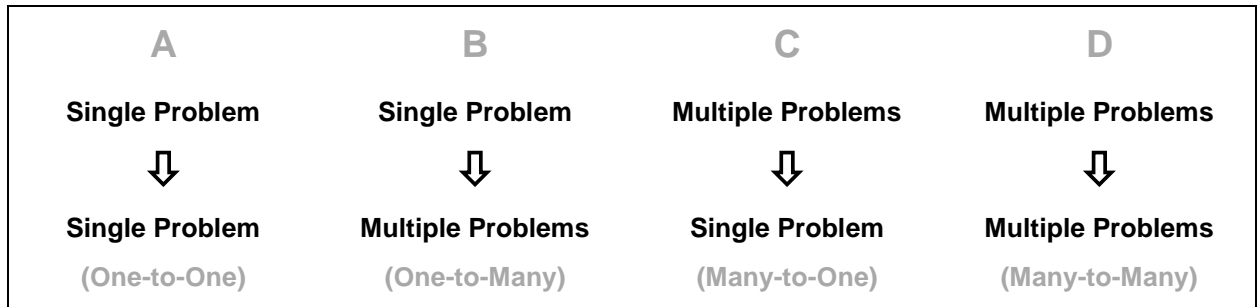 A B C D
Single Problem Single Problem Multiple Problems Multiple Problems
Single Problem Multiple Problems Single Problem Multiple Problems
(One-to-One) (One-to-Many) (Many-to-One) (Many-to-Many)